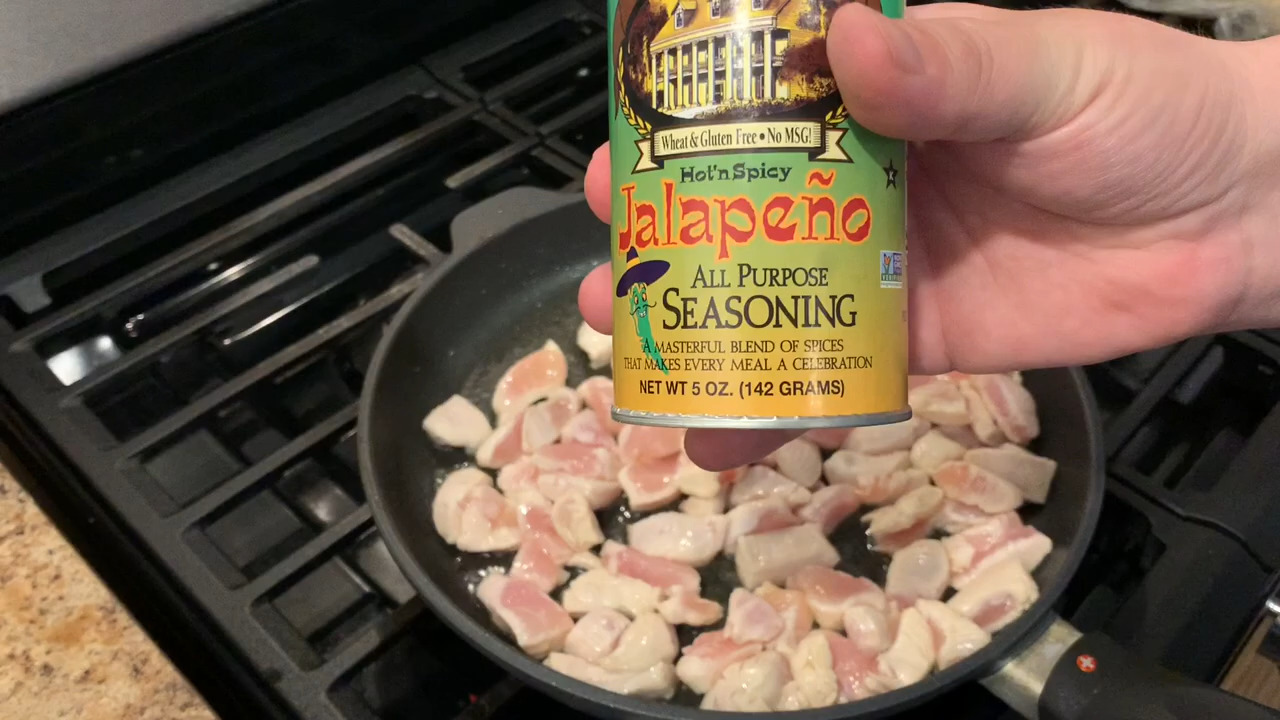 Wheat & Gluten Free • No MSG!
Hot'n Spicy
Jalapeño
K
All Purpose
Seasoning
A MASTERFUL BLEND OF SPICES
THAT MAKES EVERY MEAL A CELEBRATION
NET WT 5 OZ. (142 GRAMS)